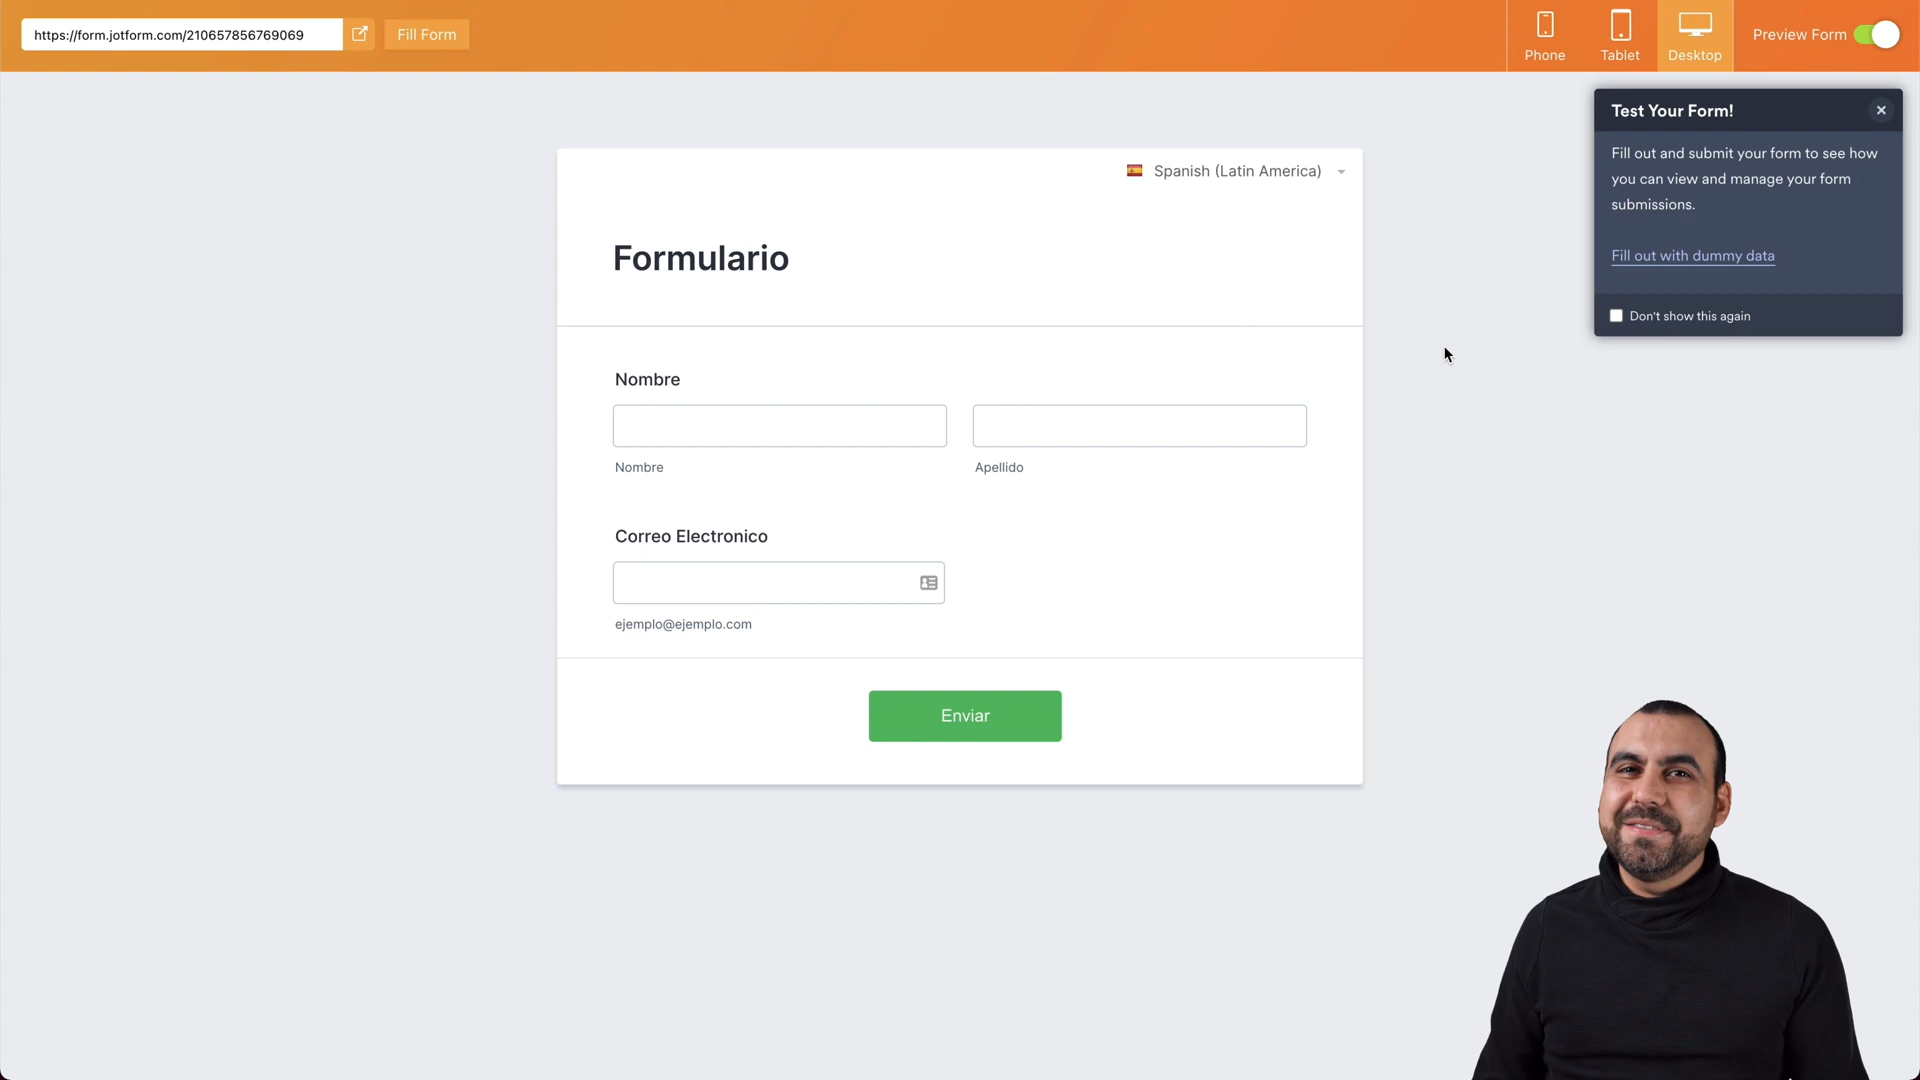 https://form.jotform.com/210657856769069
Fill Form
Phone
Tablet
Desktop
Preview Form
Test Your Form!
Fill out and submit your form to see how
you can view and manage your form
submissions.
Fill out with dummy data
Don't show this again
Spanish (Latin America)
Formulario
Nombre
Nombre
Apellido
Correo Electronico
ejemplo@ejemplo.com
Enviar